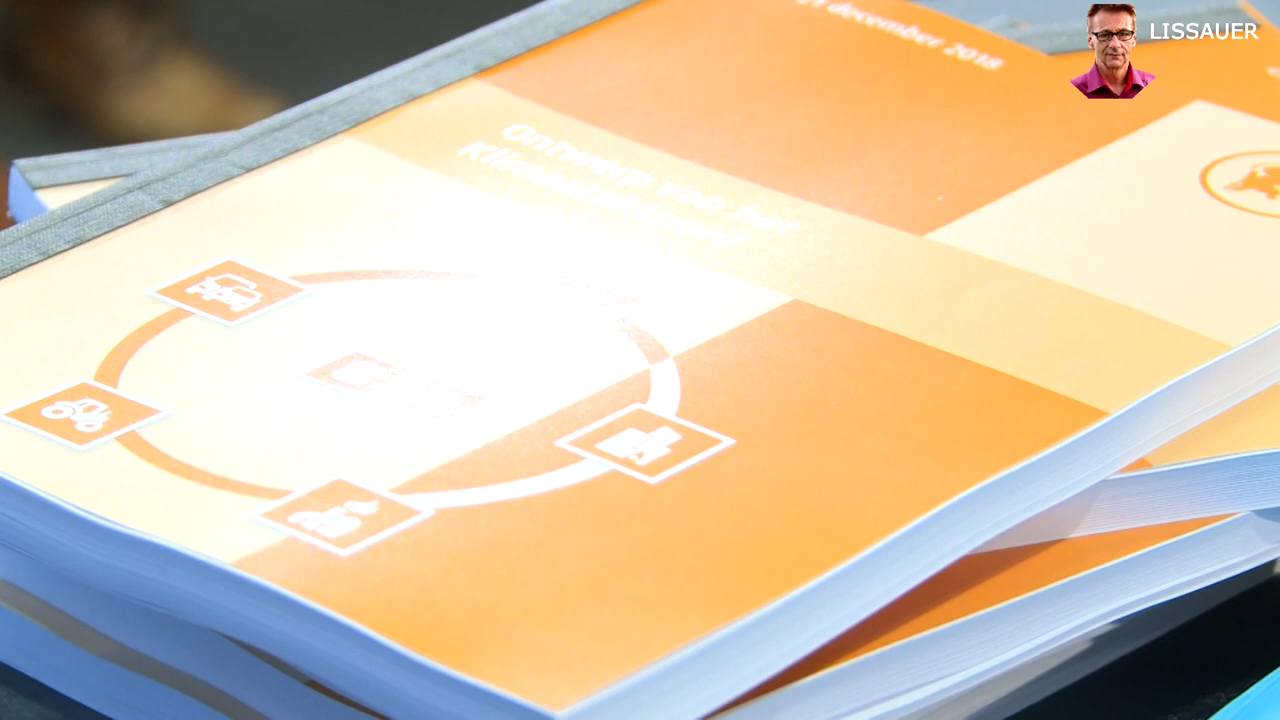 LISSAUER
21 december 2018
Ontwerp van het
Klimaatakkoord